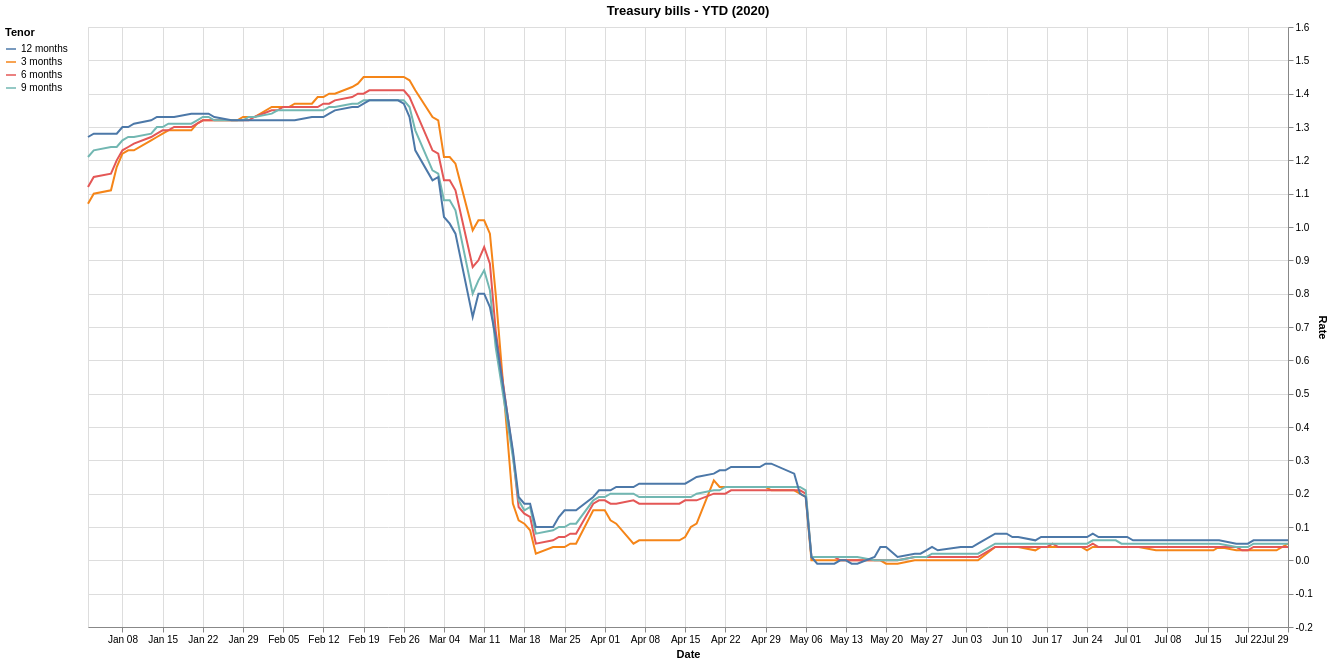 Treasury bills - YTD (2020)
Tenor
12 months
3 months
6 months
9 months
1.6
1.5
1.4
1.3
1.2
1.1
1.0
0.9
0.8
0.7
0.6
0.5
0.4
0.3
0.2
0.1
0.0
-0.1
-0.2
Rate
Jan 08 Jan 15 Jan 22 Jan 29 Feb 05 Feb 12 Feb 19 Feb 26 Mar 04 Mar 11 Mar 18 Mar 25 Apr 01 Apr 08 Apr 15 Apr 22 Apr 29 May 06 May 13 May 20 May 27 Jun 03 Jun 10 Jun 17 Jun 24 Jul 01 Jul 08 Jul 15 Jul 22 Jul 29
Date